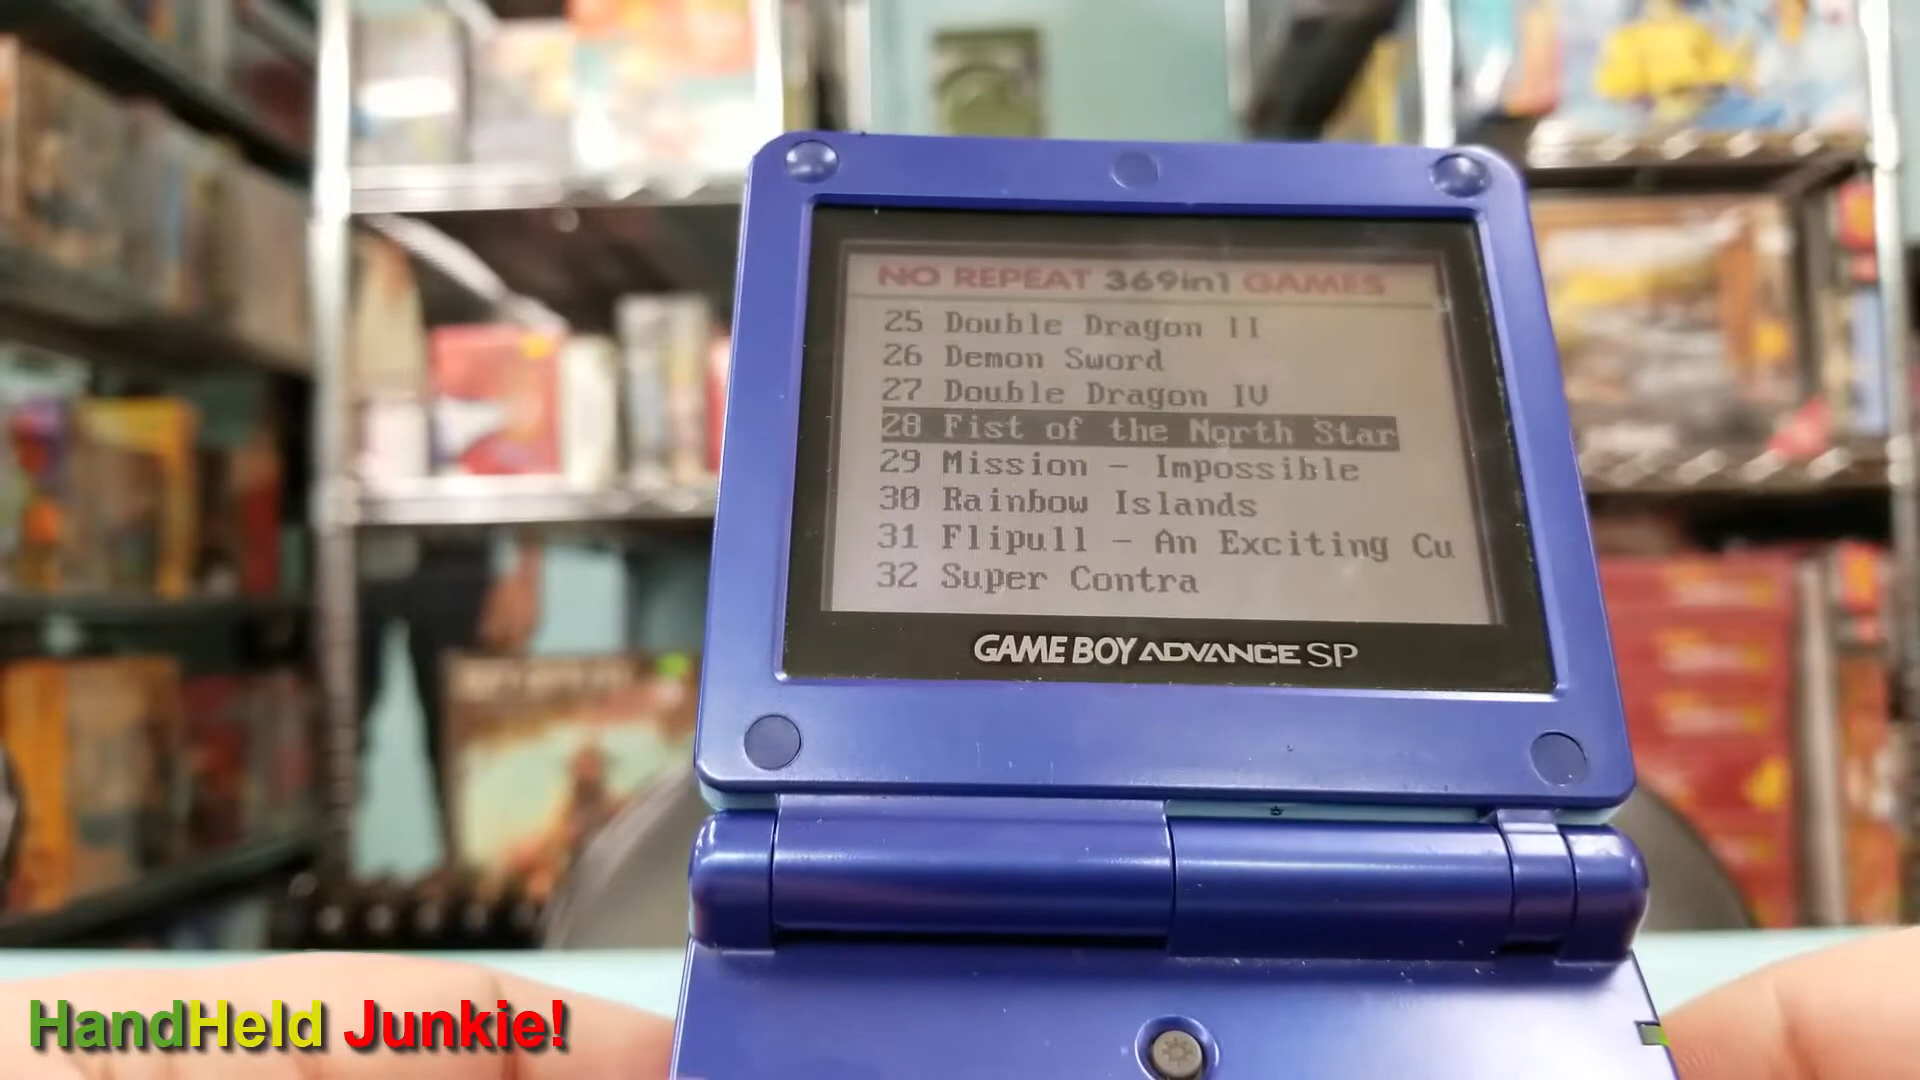 NO REPEAT 369in1 GAMES
25 Double Dragon II
26 Demon Sword
27 Double Dragon IV
28 Fist of the North Star
29 Mission - Impossible
30 Rainbow Islands
31 Flipull - An Exciting Cu
32 Super Contra
GAME BOY ADVANCE SP
HandHeld Junkie!